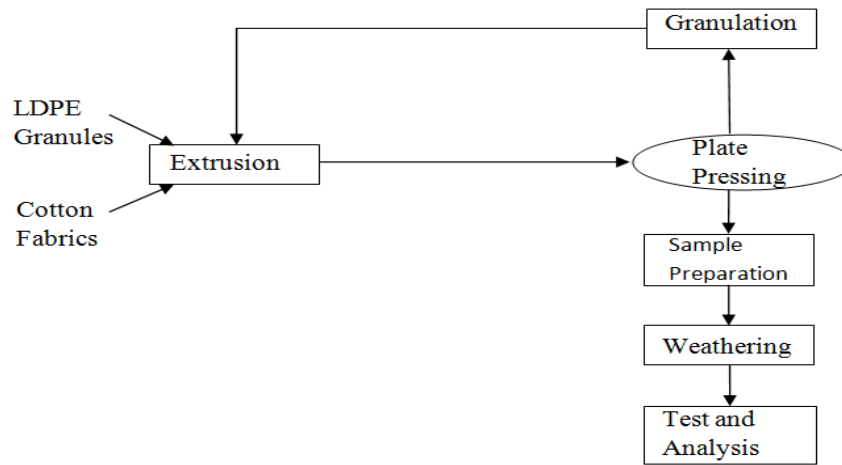 Granulation
LDPE
Granules
Extrusion
Plate
Pressing
Cotton
Fabrics
Sample
Preparation
Weathering
Test and
Analysis